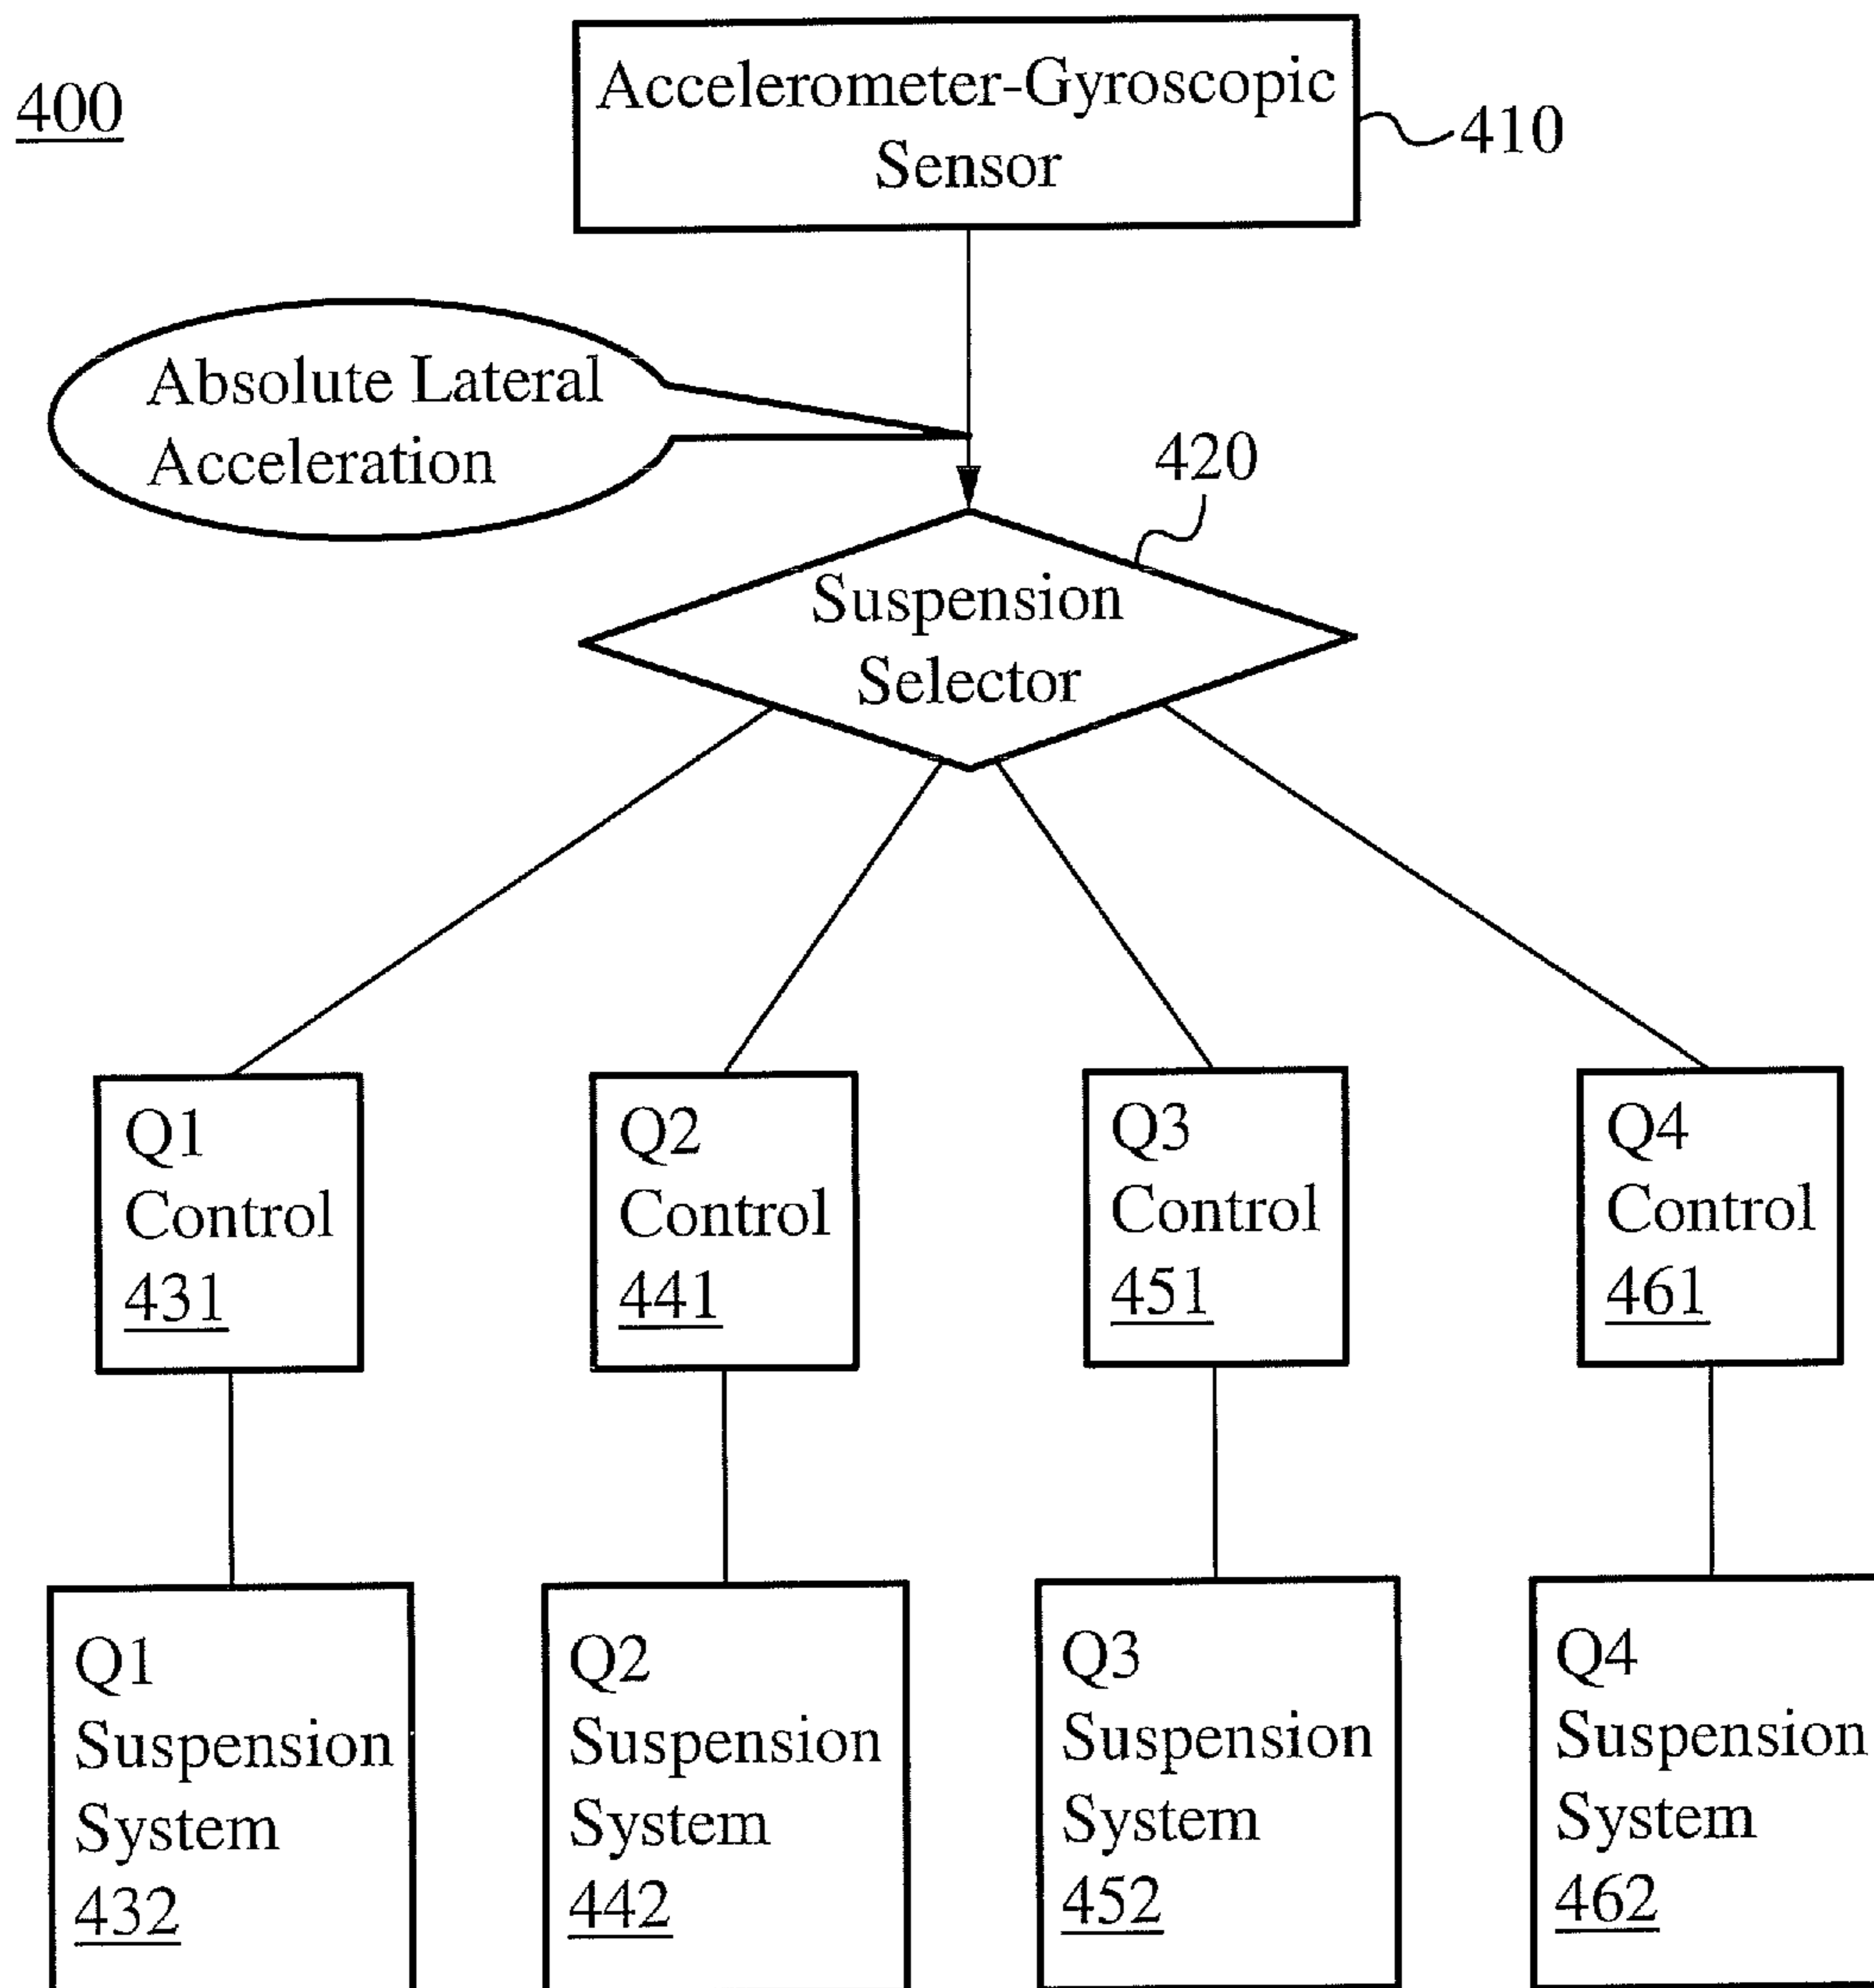 400
Accelerometer-Gyroscopic
Sensor
410
Absolute Lateral
Acceleration
420
Suspension
Selector
Q1
Control
431
Q2
Control
441
Q3
Control
451
Q4
Control
461
Q1
Suspension
System
432
Q2
Suspension
System
442
Q3
Suspension
System
452
Q4
Suspension
System
462